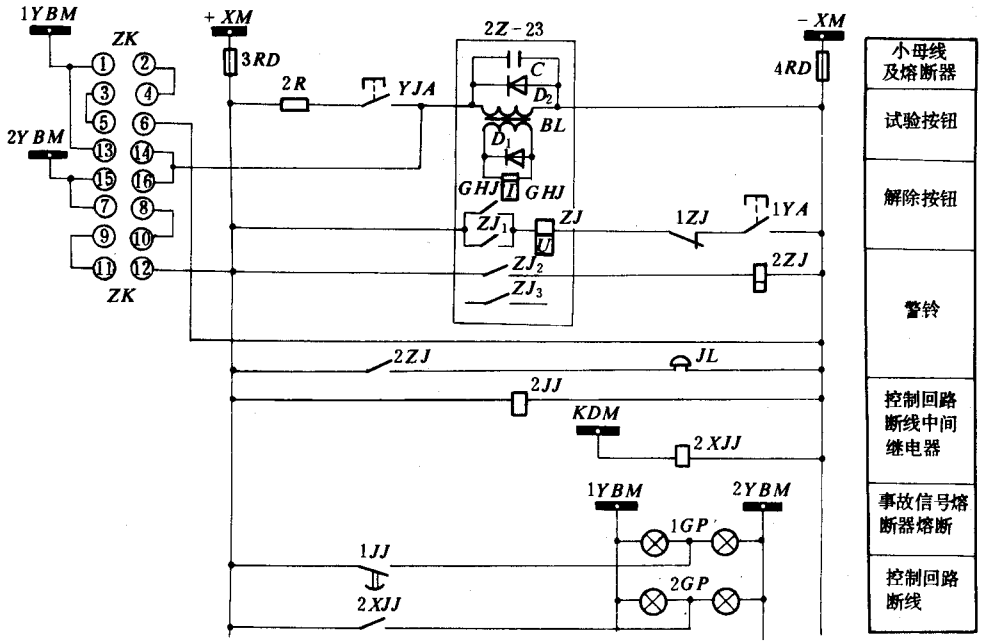 1YBM
ZK
+XM
2Z-23
-XM
① ②
③ ④
⑤ ⑥
2YBM
⑬ ⑭
⑮ ⑯
⑦ ⑧
⑨ ⑩
⑪ ⑫
ZK
3RD
2R
YJA
C
D2
BL
D1
GHJ
I
GHJ
ZJ1
ZJ
U
1ZJ
1YA
4RD
ZJ2
2ZJ
ZJ3
2ZJ
JL
2JJ
KDM
2XJJ
1YBM
2YBM
1GP
1JJ
2GP
2XJJ
小母线
及熔断器
试验按钮
解除按钮
警铃
控制回路
断线中间
继电器
事故信号熔
断器熔断
控制回路
断线